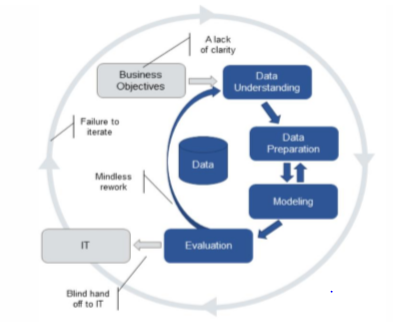 A lack
of clarity
Business
Objectives
Data
Understanding
Failure to
iterate
Data
Preparation
Data
Mindless
rework
Modeling
IT
Evaluation
Blind hand
off to IT